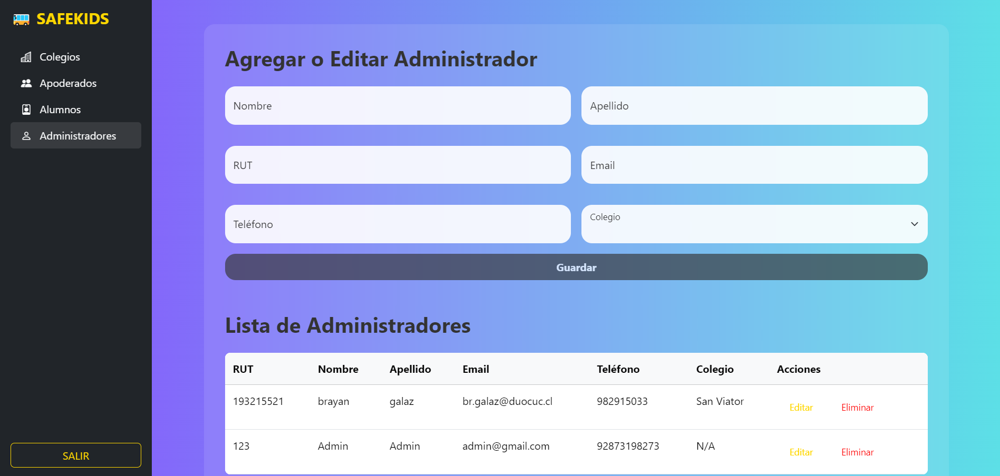 SAFEKIDS
Colegios
Apoderados
Alumnos
Administradores
SALIR
Agregar o Editar Administrador
Nombre Apellido
RUT Email
Teléfono Colegio
Guardar
Lista de Administradores
RUT Nombre Apellido Email Teléfono Colegio Acciones
193215521 brayan galaz br.galaz@duocuc.cl 982915033 San Viator Editar Eliminar
123 Admin Admin admin@gmail.com 92873198273 N/A Editar Eliminar